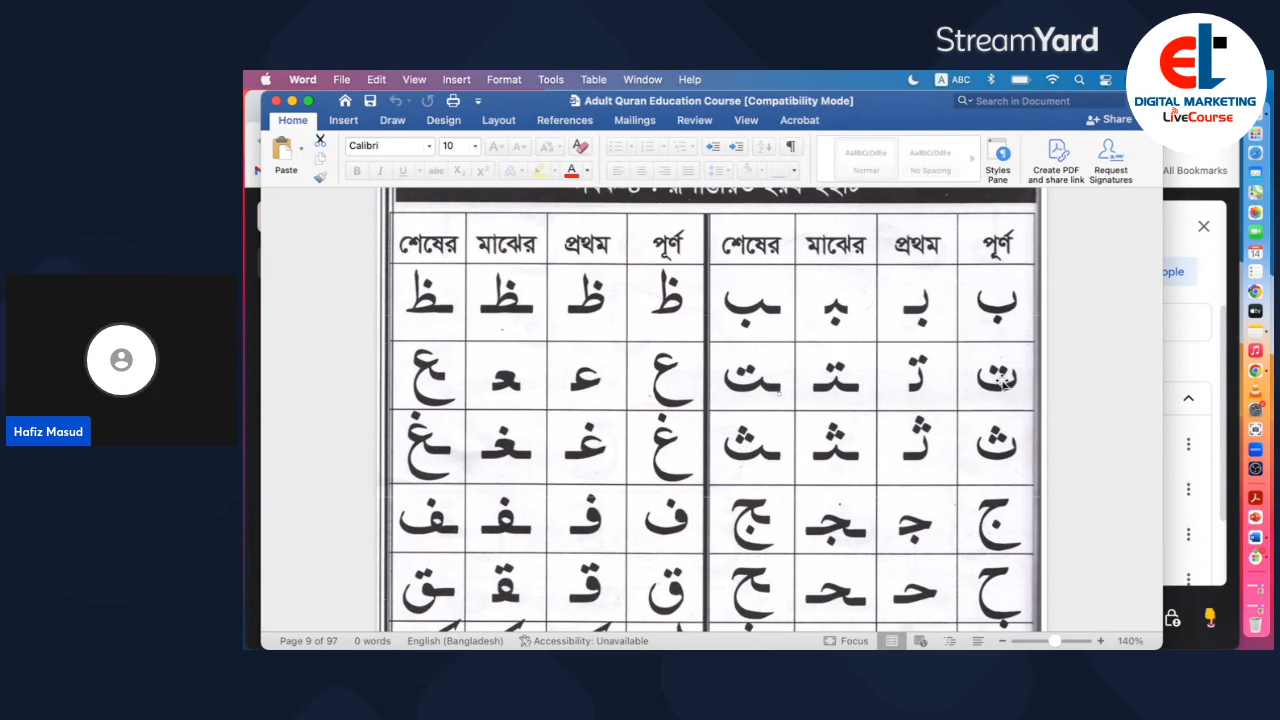 StreamYard
DIGITAL MARKETING
LiveCourse
Word File Edit View Insert Format Tools Table Window Help
A ABC
Adult Quran Education Course [Compatibility Mode]
Search in Document
Home Insert Draw Design Layout References Mailings Review View Acrobat
Share
Paste
Calibri 10
AaBbCcDdEe AaBbCcDdEe
Normal No Spacing
Styles Pane
Create PDF and share link
Request Signatures
All Bookmarks
ople
14
শেষের মাঝের প্রথম পূর্ণ শেষের মাঝের প্রথম পূর্ণ
ب بـ ـبـ ـب ظ ظـ ـظـ ـظ
ت تـ ـتـ ـت ع عـ ـعـ ـع
ث ثـ ـثـ ـث غ غـ ـغـ ـغ
ج جـ ـجـ ـج ف فـ ـفـ ـف
ح حـ ـحـ ـح ق قـ ـقـ ـق
Hafiz Masud
Page 9 of 97 0 words English (Bangladesh) Accessibility: Unavailable Focus 140%